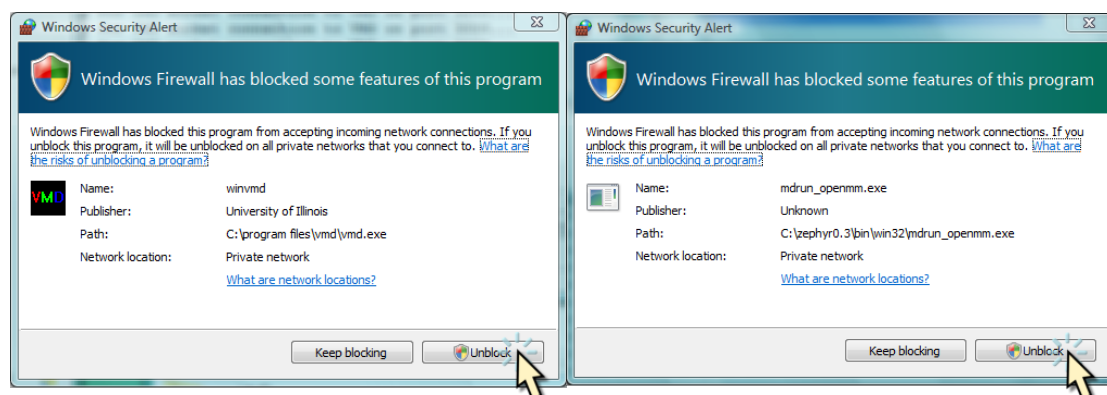 Windows Security Alert
Windows Firewall has blocked some features of this program
Windows Firewall has blocked this program from accepting incoming network connections. If you
unblock this program, it will be unblocked on all private networks that you connect to. What are
the risks of unblocking a program?
VMD
Name: winvmd
Publisher: University of Illinois
Path: C:\program files\vmd\vmd.exe
Network location: Private network
What are network locations?
Keep blocking Unblock
Windows Security Alert
Windows Firewall has blocked some features of this program
Windows Firewall has blocked this program from accepting incoming network connections. If you
unblock this program, it will be unblocked on all private networks that you connect to. What are
the risks of unblocking a program?
Name: mdrun_openmm.exe
Publisher: Unknown
Path: C:\zephyr0.3\bin\win32\mdrun_openmm.exe
Network location: Private network
What are network locations?
Keep blocking Unblock